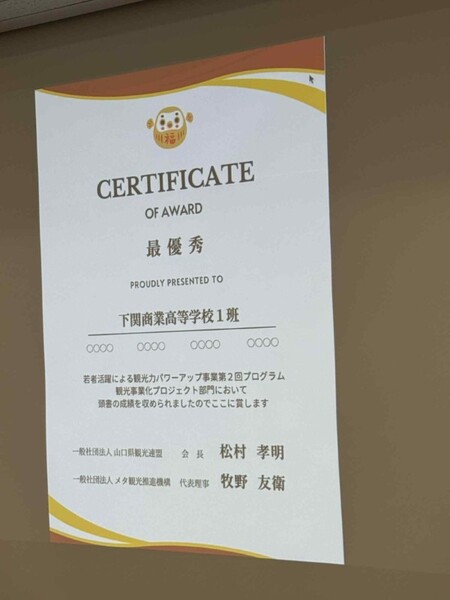 福
CERTIFICATE
OF AWARD
最優秀
PROUDLY PRESENTED TO
下関商業高等学校1班
○○○○ ○○○○ ○○○○ ○○○○
若者活躍による観光力パワーアップ事業第2回プログラム
観光事業化プロジェクト部門において
頭書の成績を収められましたのでここに賞します
一般社団法人 山口県観光連盟 会 長 松村 孝明
一般社団法人 メタ観光推進機構 代表理事 牧野 友衛